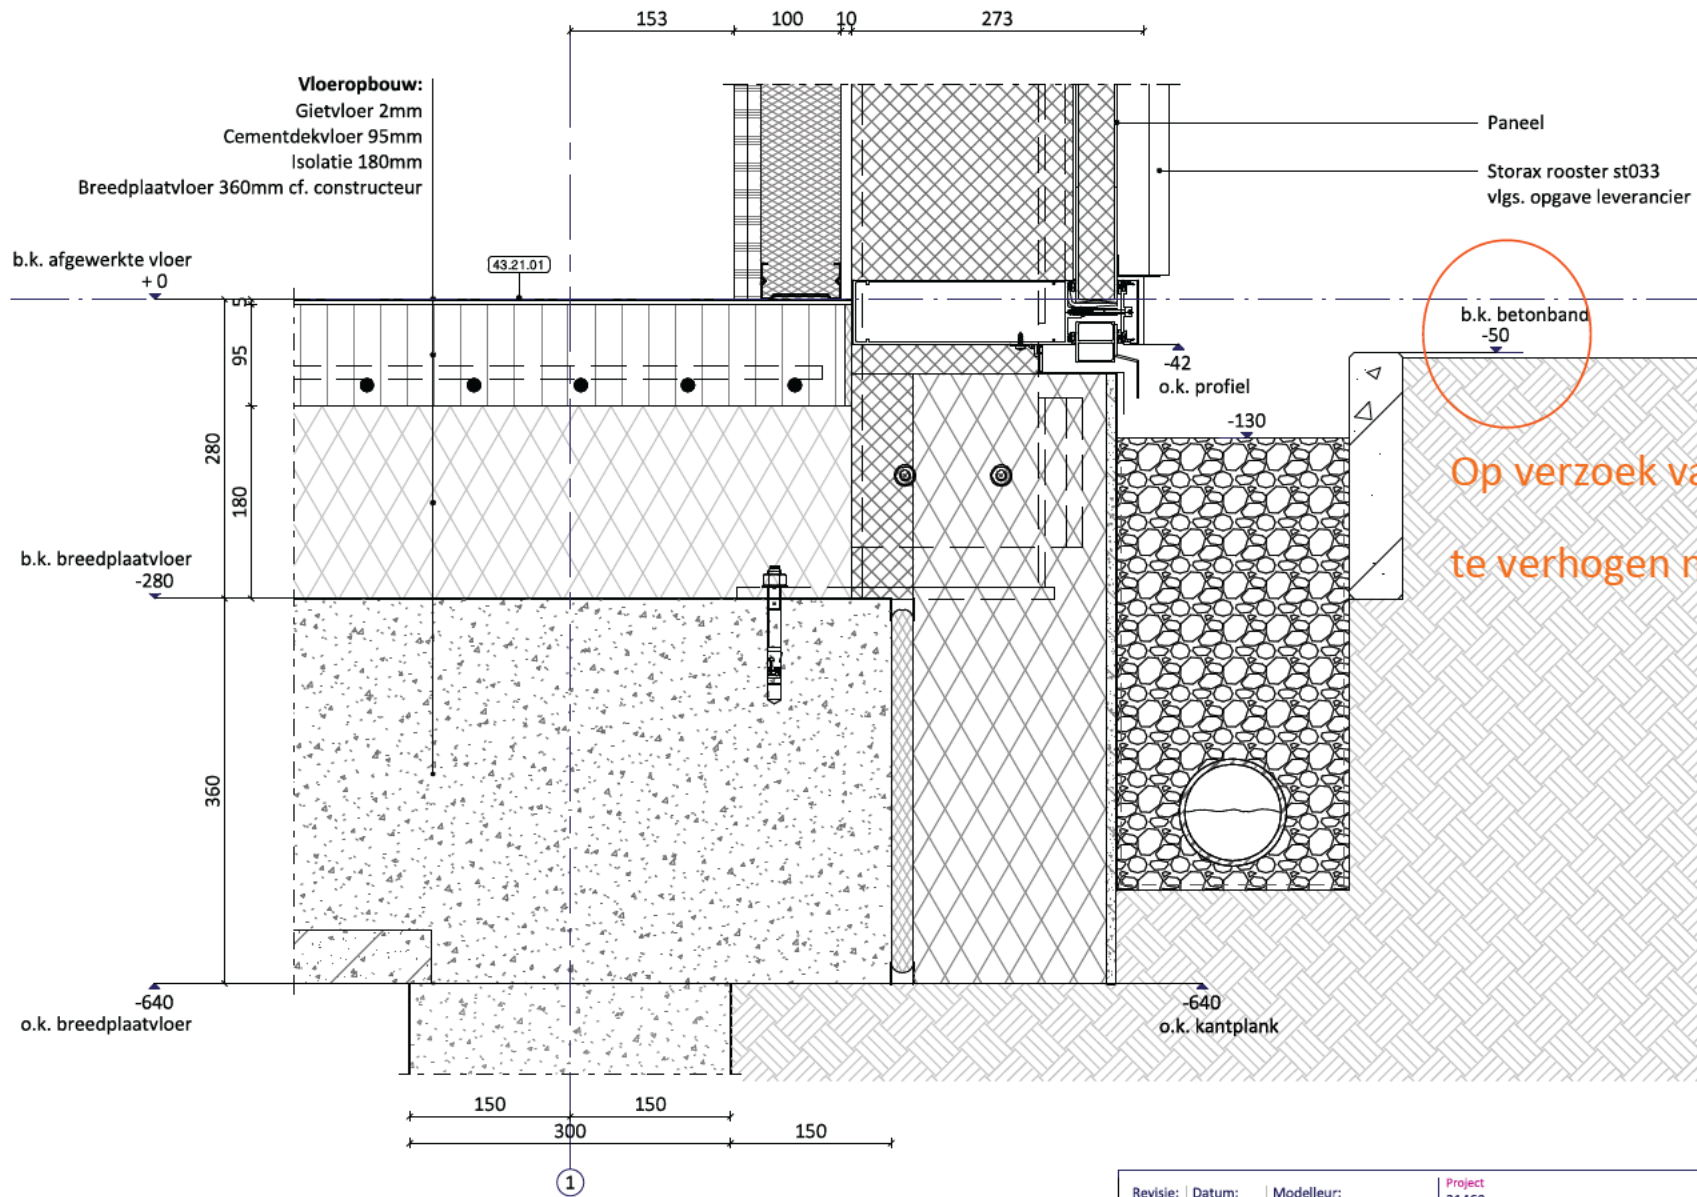 153
100
10
273
Vloeropbouw:
Gietvloer 2mm
Cementdekvloer 95mm
Isolatie 180mm
Breedplaatvloer 360mm cf. constructeur
Paneel
Storax rooster st033
vlgs. opgave leverancier
b.k. afgewerkte vloer
+ 0
43.21.01
b.k. betonband
-50
5
95
-42
o.k. profiel
-130
280
180
Op verzoek va
te verhogen
b.k. breedplaatvloer
-280
360
-640
o.k. breedplaatvloer
-640
o.k. kantplank
150
150
300
150
1
Revisie:
Datum:
Modelleur:
Project